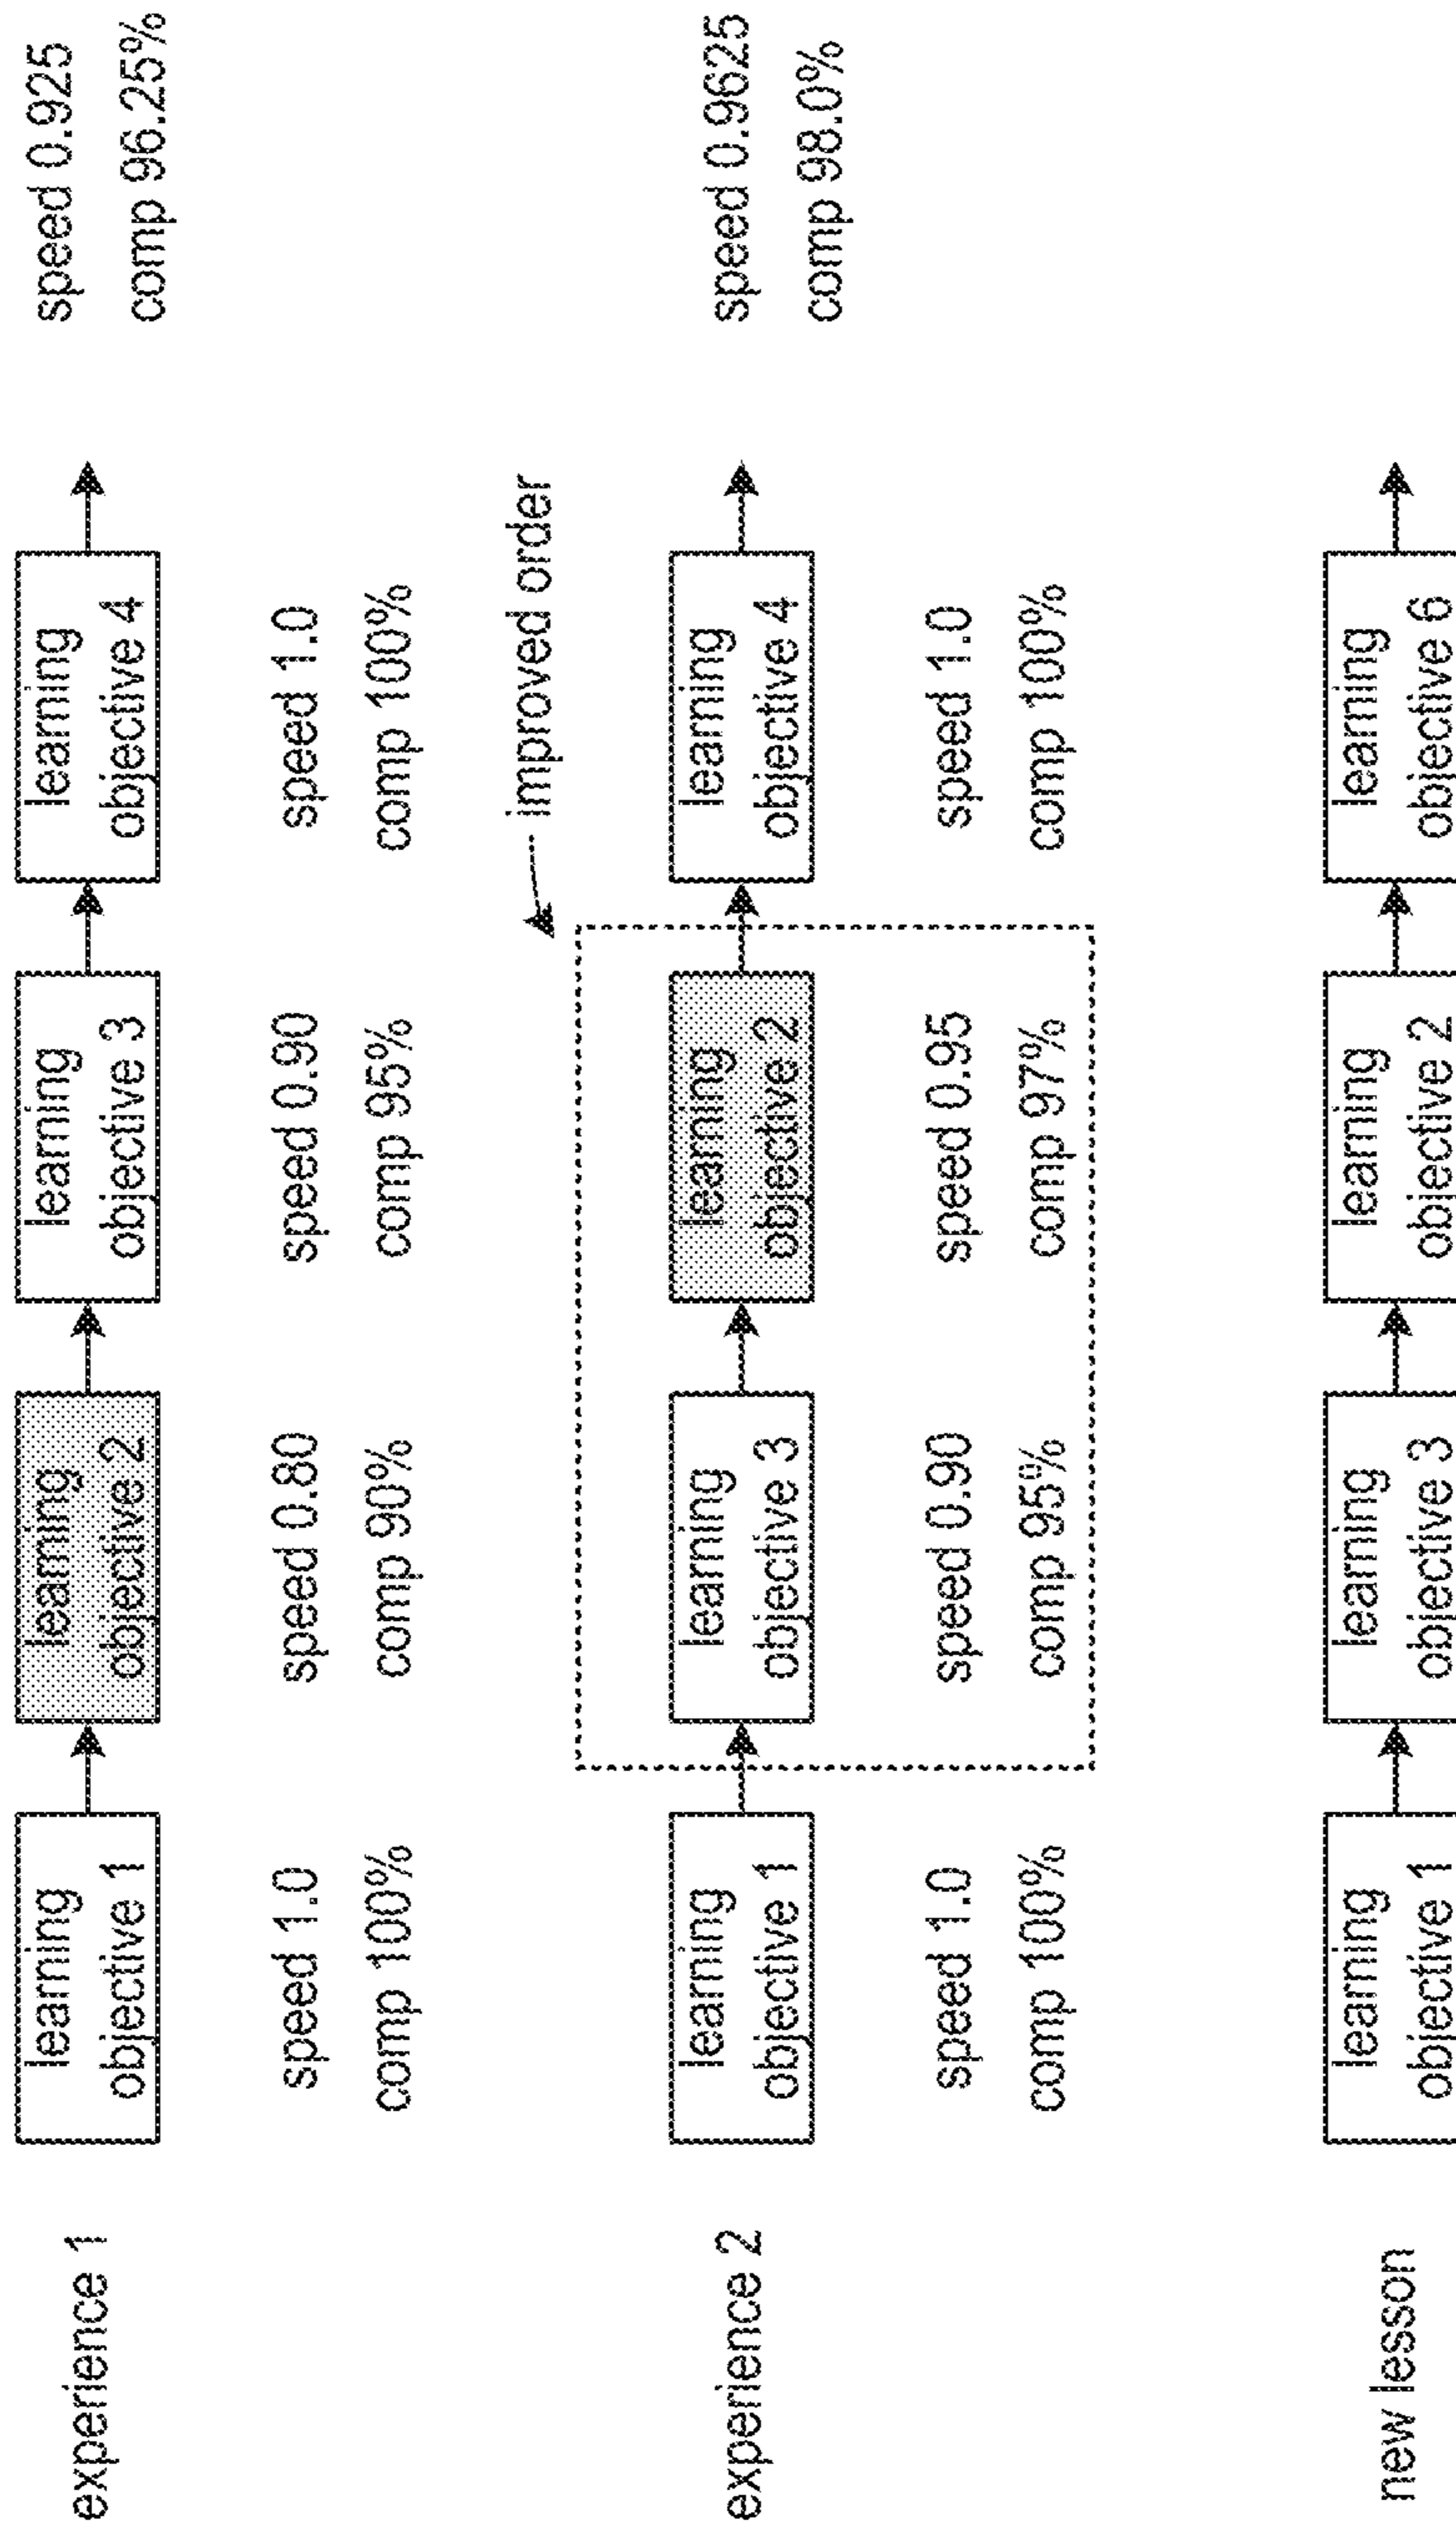 experience 1
learning
objective 1
learning
objective 2
learning
objective 3
learning
objective 4
speed 0.925
comp 96.25%
speed 1.0
comp 100%
speed 0.80
comp 90%
speed 0.90
comp 95%
speed 1.0
comp 100%
improved order
experience 2
learning
objective 1
learning
objective 3
learning
objective 2
learning
objective 4
speed 0.9625
comp 98.0%
speed 1.0
comp 100%
speed 0.90
comp 95%
speed 0.95
comp 97%
speed 1.0
comp 100%
new lesson
learning
objective 1
learning
objective 3
learning
objective 2
learning
objective 6